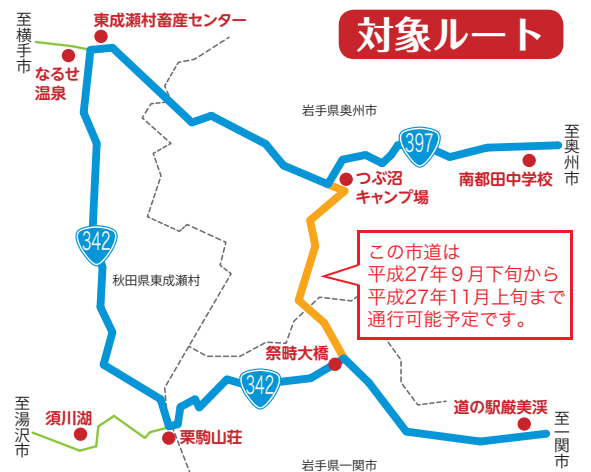 至横手市
東成瀬村畜産センター
対象ルート
なるせ
温泉
岩手県奥州市
至奥州市
397
つぶ沼
キャンプ場
南都田中学校
342
この市道は
平成27年９月下旬から
平成27年11月上旬まで
通行可能予定です。
秋田県東成瀬村
祭畤大橋
342
至湯沢市
須川湖
栗駒山荘
道の駅厳美渓
至一関市
岩手県一関市